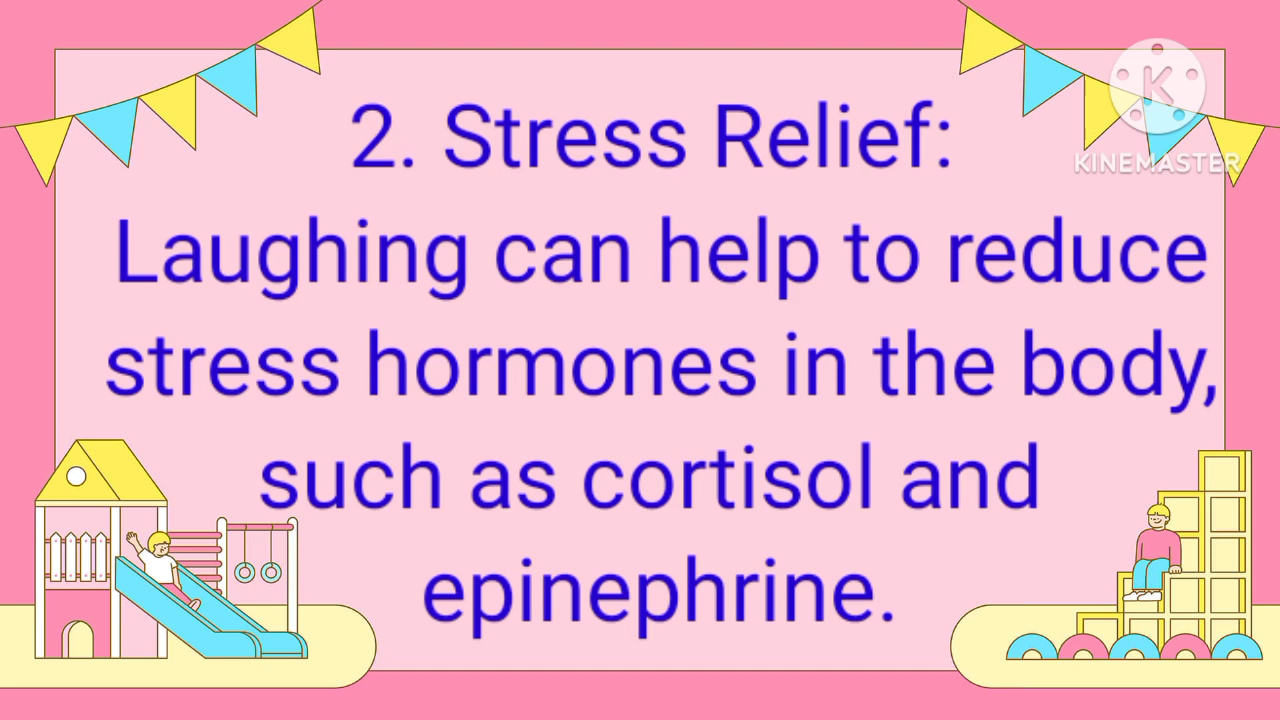 2. Stress Relief:
Laughing can help to reduce
stress hormones in the body,
such as cortisol and
epinephrine.
K
KINEMASTER